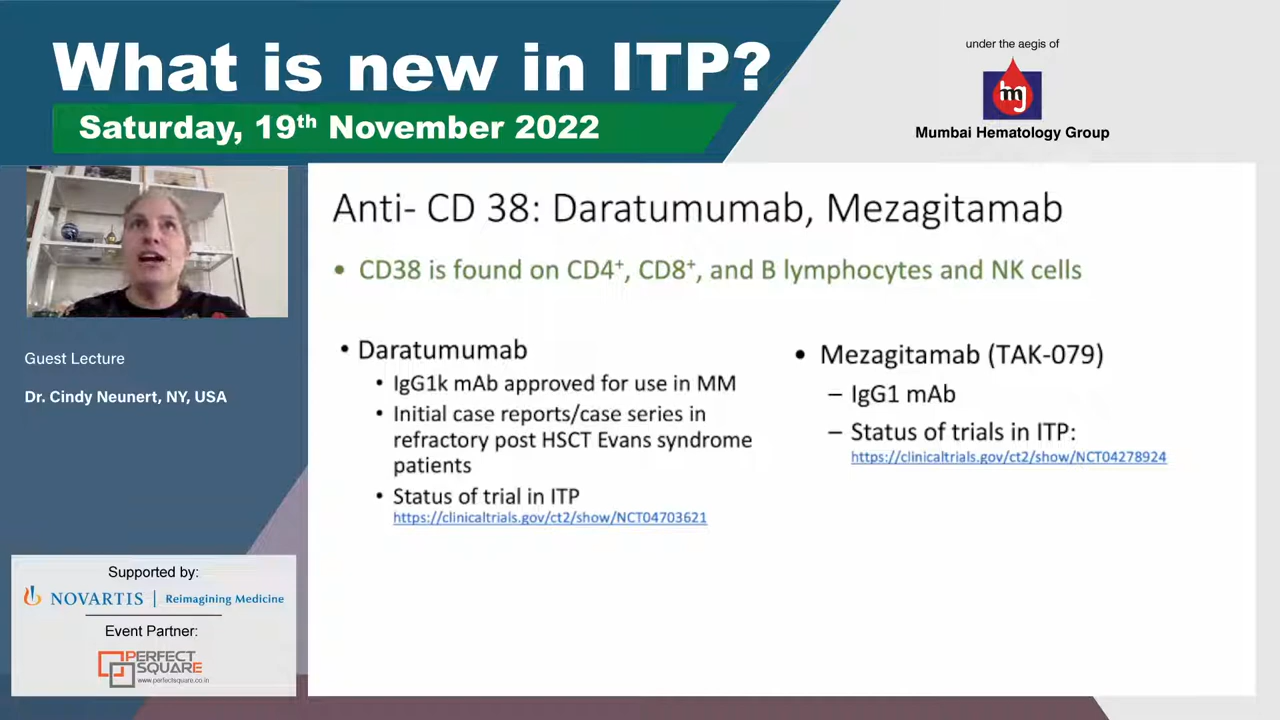 What is new in ITP?
Saturday, 19th November 2022
under the aegis of
mg
Mumbai Hematology Group
Guest Lecture
Dr. Cindy Neunert, NY, USA
Supported by:
NOVARTIS | Reimagining Medicine
Event Partner:
PERFECT
SQUARE
www.perfectsquare.co.in
Anti- CD 38: Daratumumab, Mezagitamab
• CD38 is found on CD4+, CD8+, and B lymphocytes and NK cells
• Daratumumab
• IgG1k mAb approved for use in MM
• Initial case reports/case series in
refractory post HSCT Evans syndrome
patients
• Status of trial in ITP
https://clinicaltrials.gov/ct2/show/NCT04703621
• Mezagitamab (TAK-079)
– IgG1 mAb
– Status of trials in ITP:
https://clinicaltrials.gov/ct2/show/NCT04278924